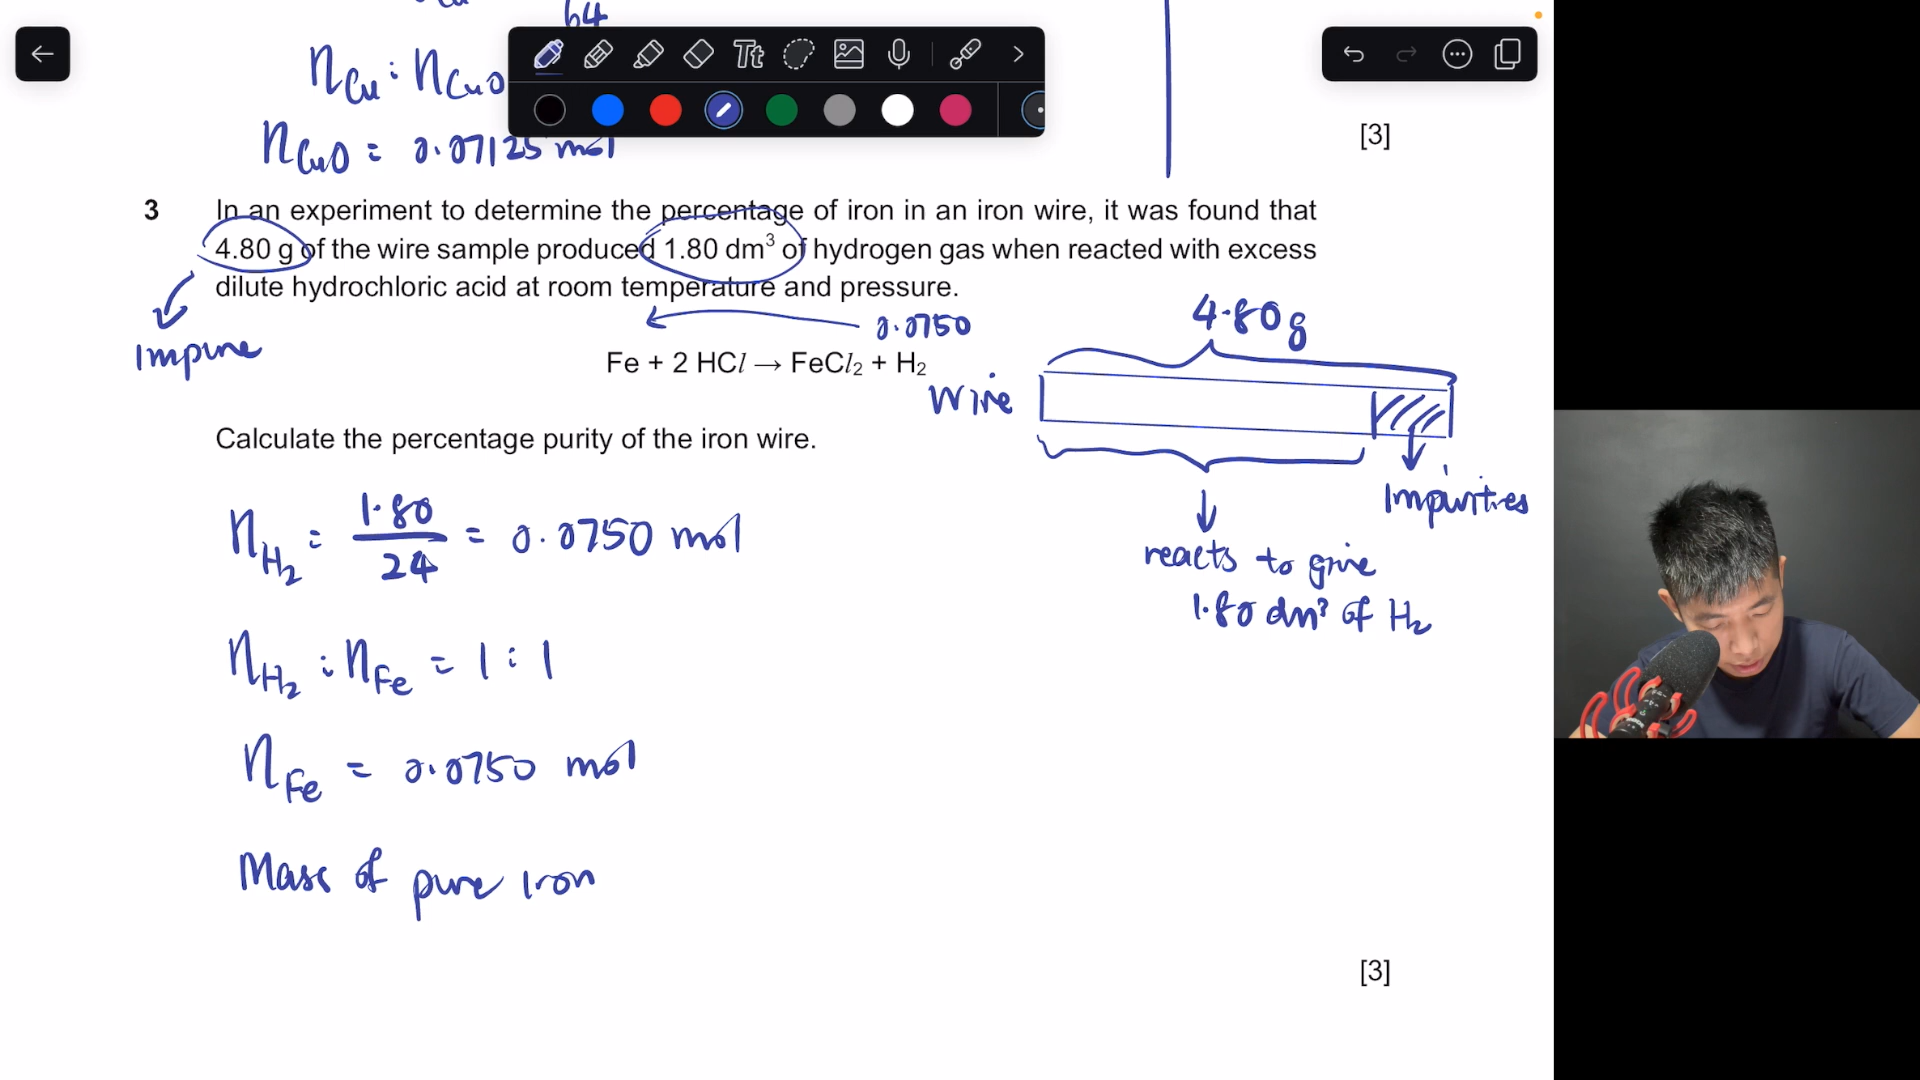 64
nCu : nCuO
nCuO = 0.07125 mol
[3]
3 In an experiment to determine the percentage of iron in an iron wire, it was found that
4.80 g of the wire sample produced 1.80 dm³ of hydrogen gas when reacted with excess
dilute hydrochloric acid at room temperature and pressure.
Impure
0.0750
Fe + 2 HCl → FeCl₂ + H₂
4.80g
Wire
Impurities
reacts to give
1.80 dm³ of H₂
Calculate the percentage purity of the iron wire.
nH₂ = 1.80 / 24 = 0.0750 mol
nH₂ : nFe = 1 : 1
nFe = 0.0750 mol
Mass of pure iron
[3]
Tt